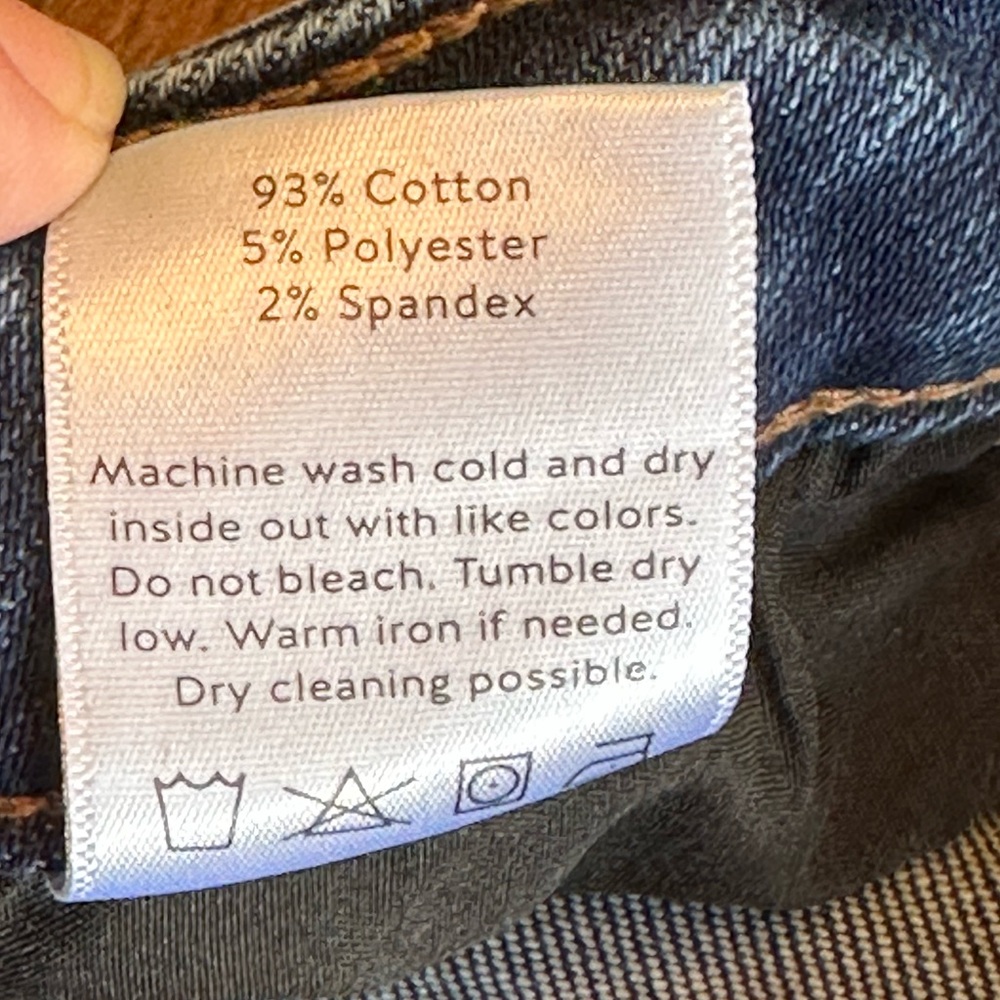 93% Cotton
5% Polyester
2% Spandex
Machine wash cold and dry
inside out with like colors.
Do not bleach. Tumble dry
low. Warm iron if needed.
Dry cleaning possible.